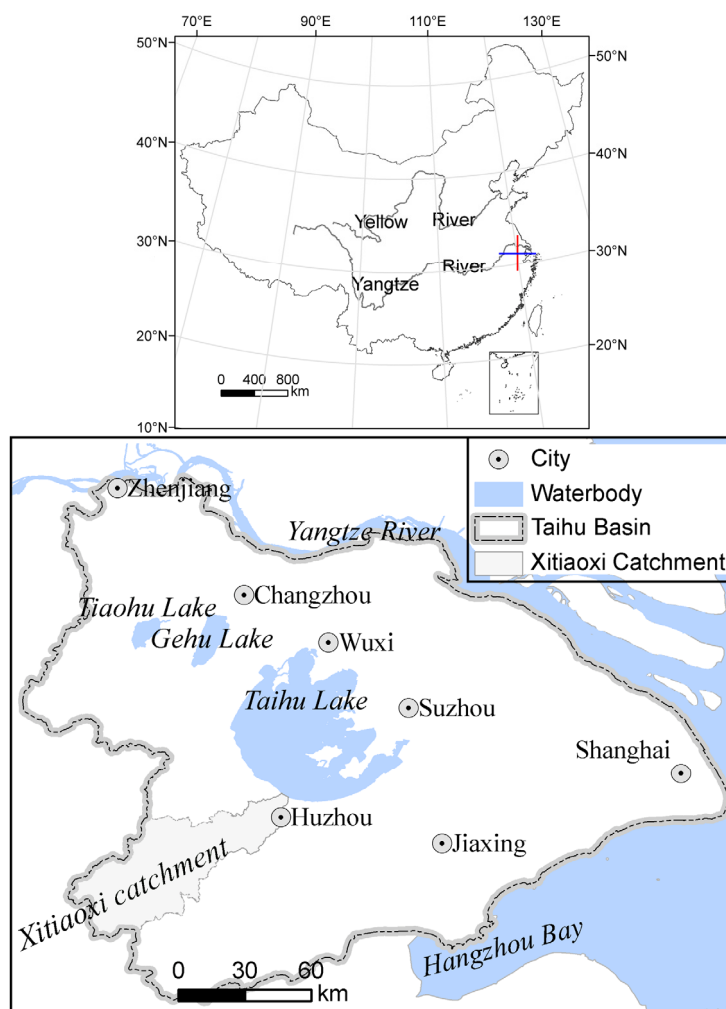 70°E 90°E 110°E 130°E
50°N 50°N
40°N 40°N
Yellow River
30°N 30°N
River
Yangtze
20°N 20°N
0 400 800
km
10°N
City
Waterbody
Taihu Basin
Xitiaoxi Catchment
Zhenjiang
Yangtze River
Changzhou
Tiaohu Lake
Gehu Lake
Wuxi
Taihu Lake
Suzhou
Shanghai
Huzhou
Jiaxing
Xitiaoxi catchment
Hangzhou Bay
0 30 60
km